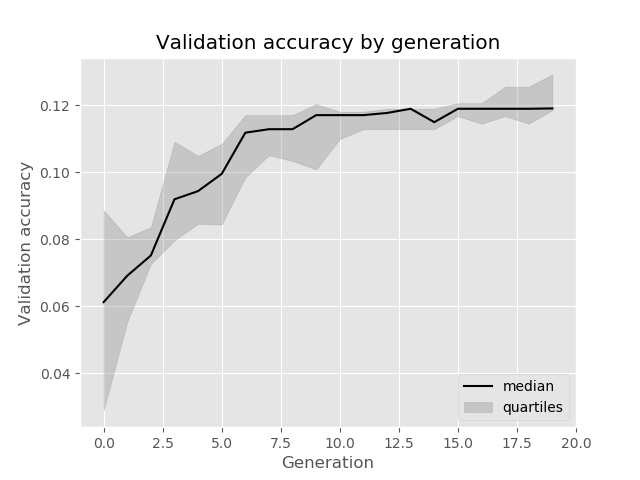 Validation accuracy by generation
Validation accuracy
0.12
0.10
0.08
0.06
0.04
0.0 2.5 5.0 7.5 10.0 12.5 15.0 17.5 20.0
Generation
median
quartiles